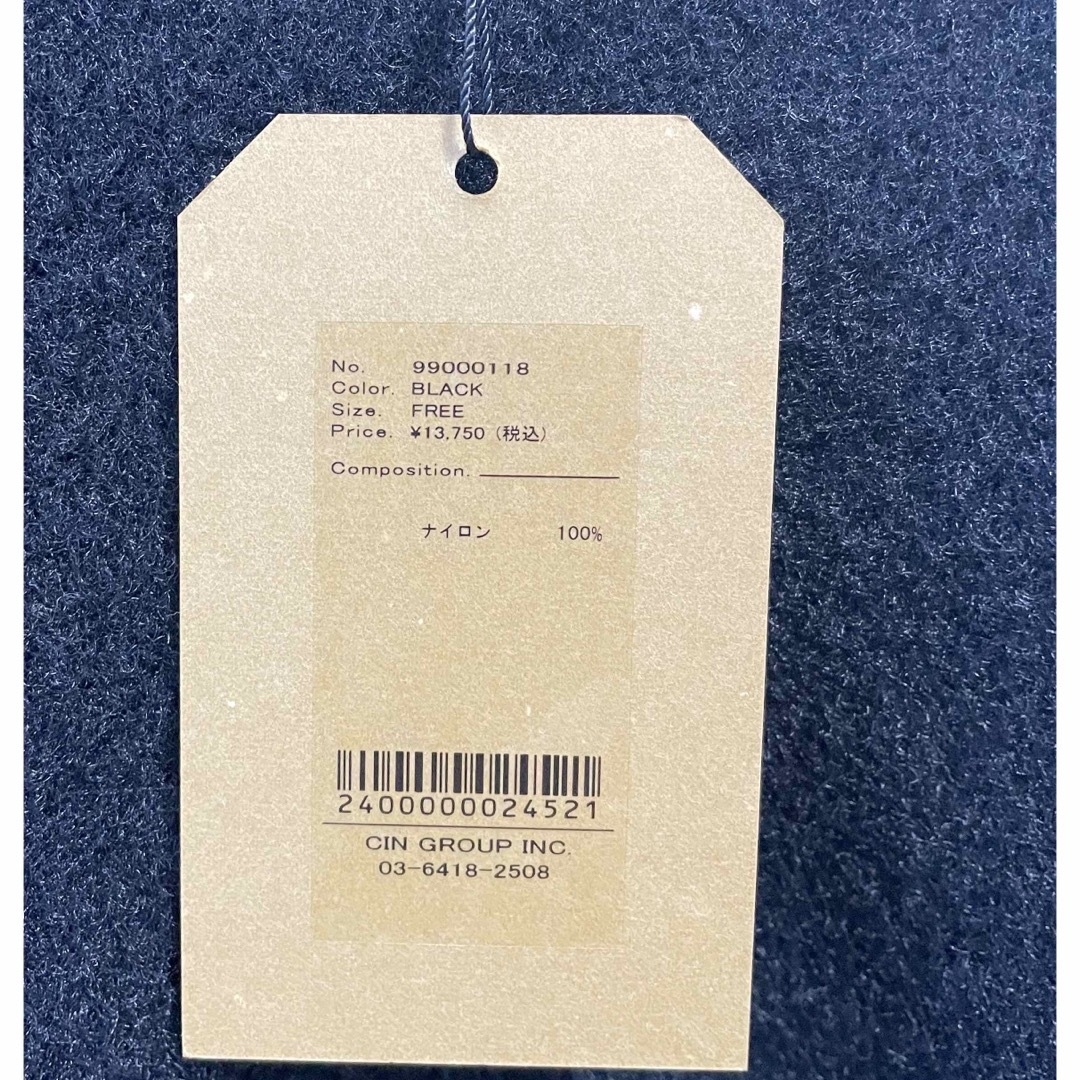 No. 99000118
Color. BLACK
Size. FREE
Price. ¥13,750 (税込)
Composition.
ナイロン 100%
2400000024521
CIN GROUP INC.
03-6418-2508